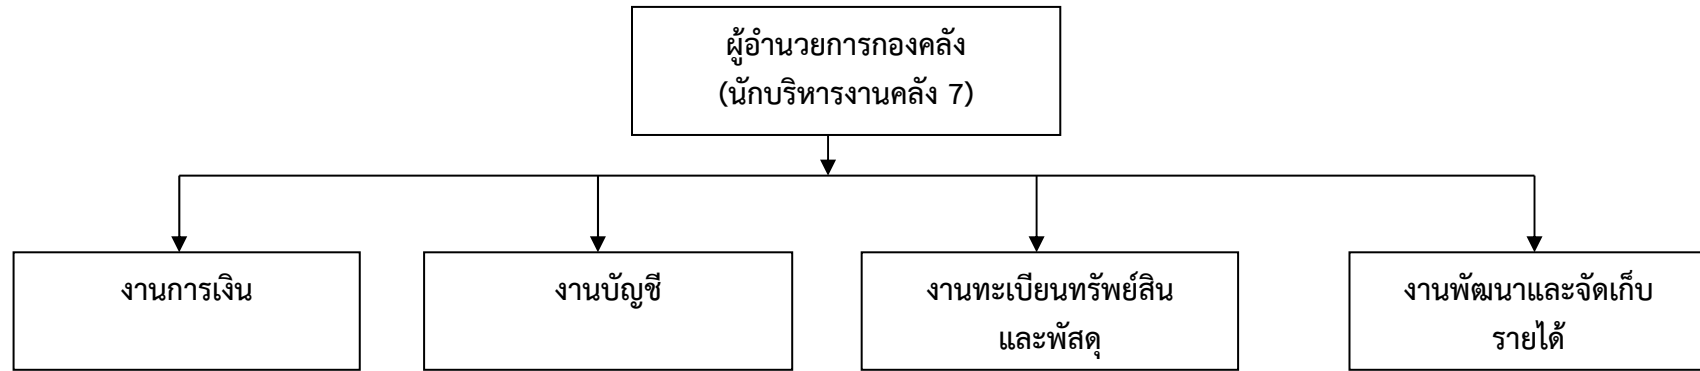 ผู้อำนวยการกองคลัง
(นักบริหารงานคลัง 7)
งานการเงิน
งานบัญชี
งานทะเบียนทรัพย์สิน
และพัสดุ
งานพัฒนาและจัดเก็บ
รายได้